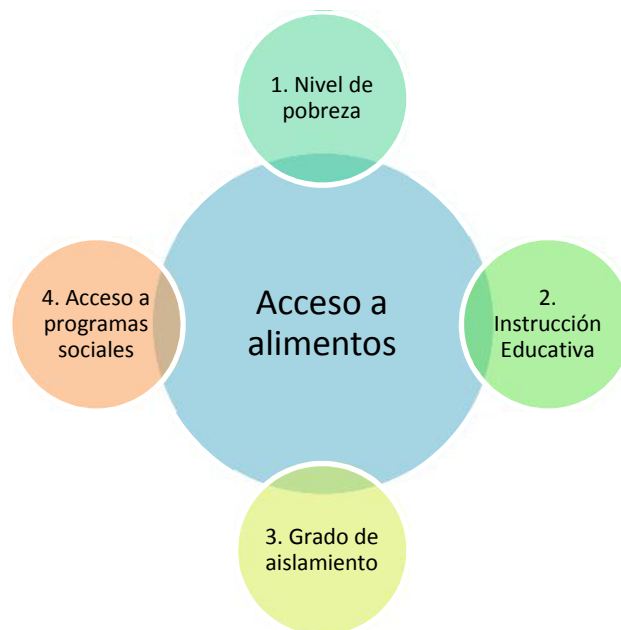 1. Nivel de
pobreza
Acceso a
alimentos
2.
Instrucción
Educativa
3. Grado de
aislamiento
4. Acceso a
programas
sociales